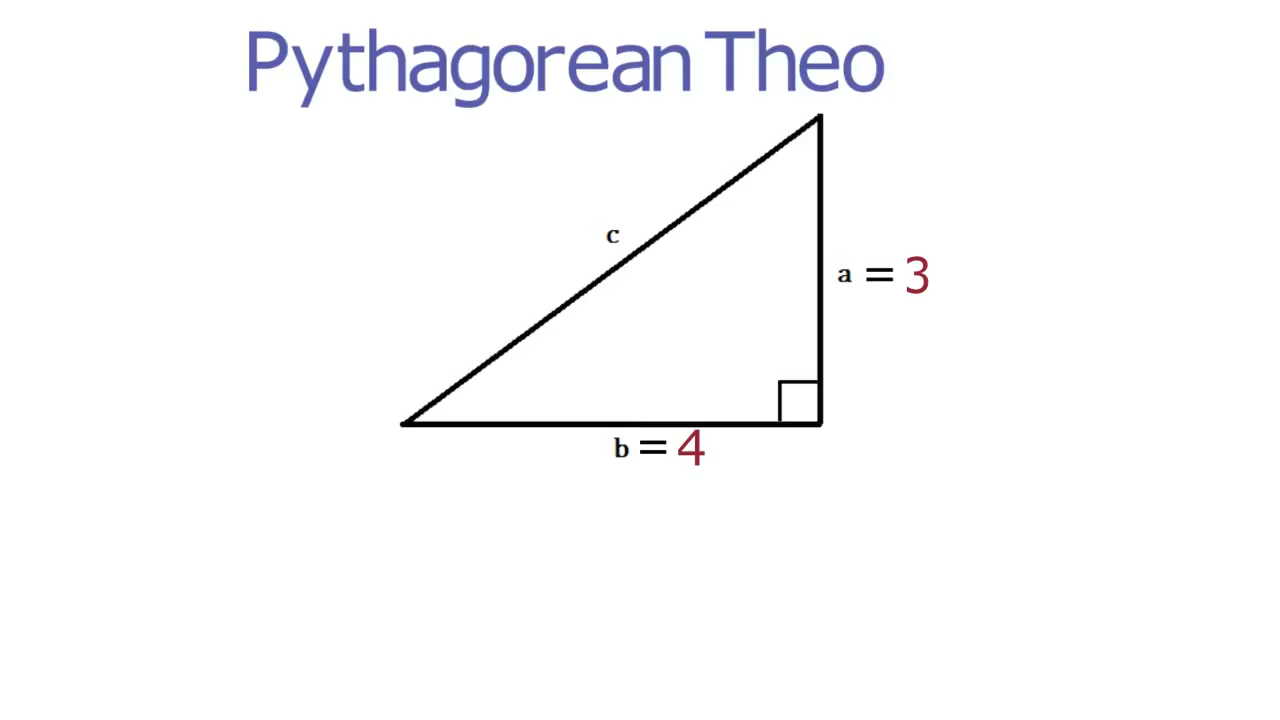 Pythagorean Theo
c
a = 3
b = 4